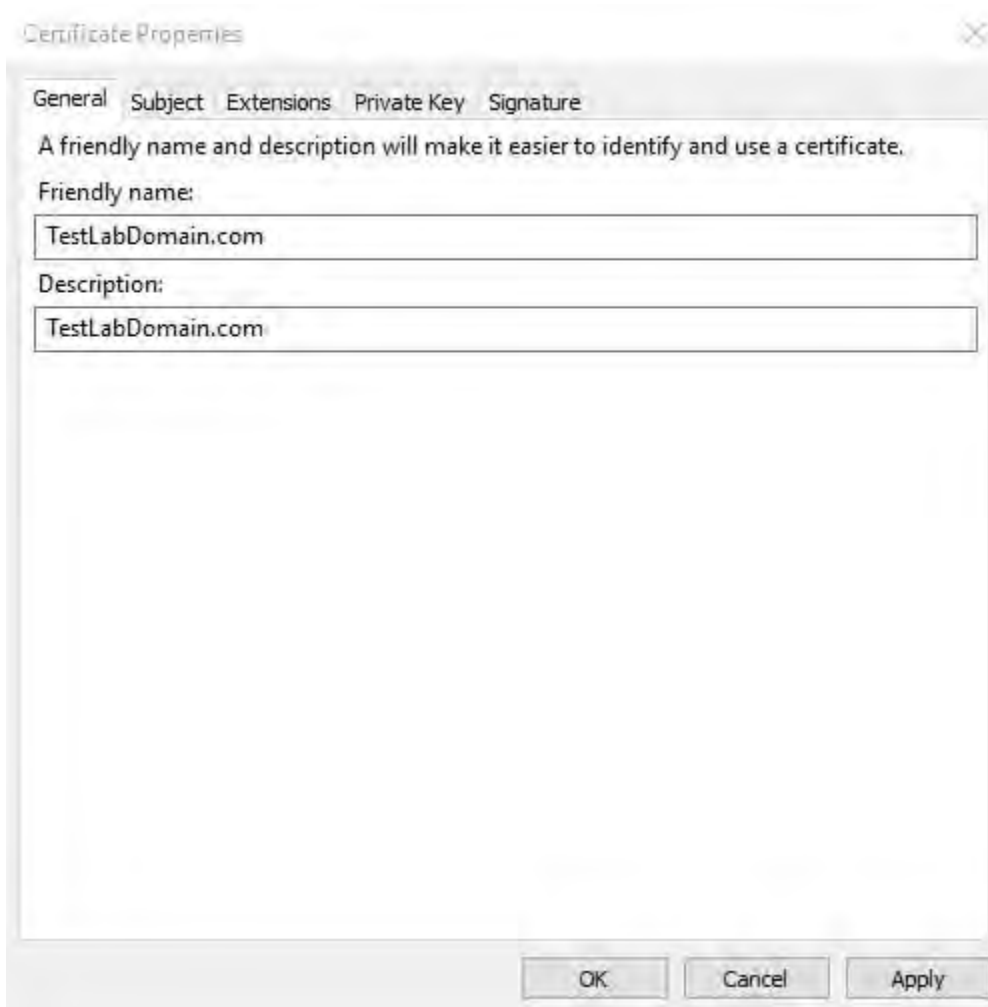 Certificate Properties
General Subject Extensions Private Key Signature
A friendly name and description will make it easier to identify and use a certificate.
Friendly name:
TestLabDomain.com
Description:
TestLabDomain.com
OK Cancel Apply